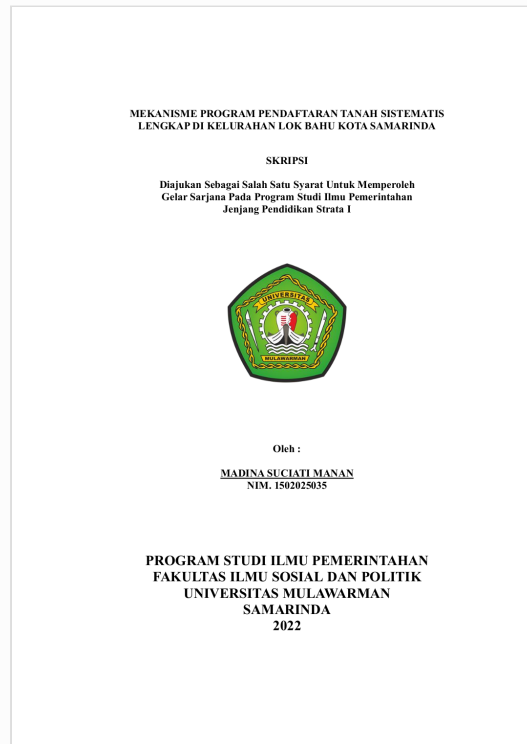 MEKANISME PROGRAM PENDAFTARAN TANAH SISTEMATIS
LENGKAP DI KELURAHAN LOK BAHU KOTA SAMARINDA
SKRIPSI
Diajukan Sebagai Salah Satu Syarat Untuk Memperoleh
Gelar Sarjana Pada Program Studi Ilmu Pemerintahan
Jenjang Pendidikan Strata I
UNIVERSITAS
MULAWARMAN
Oleh :
MADINA SUCIATI MANAN
NIM. 1502025035
PROGRAM STUDI ILMU PEMERINTAHAN
FAKULTAS ILMU SOSIAL DAN POLITIK
UNIVERSITAS MULAWARMAN
SAMARINDA
2022